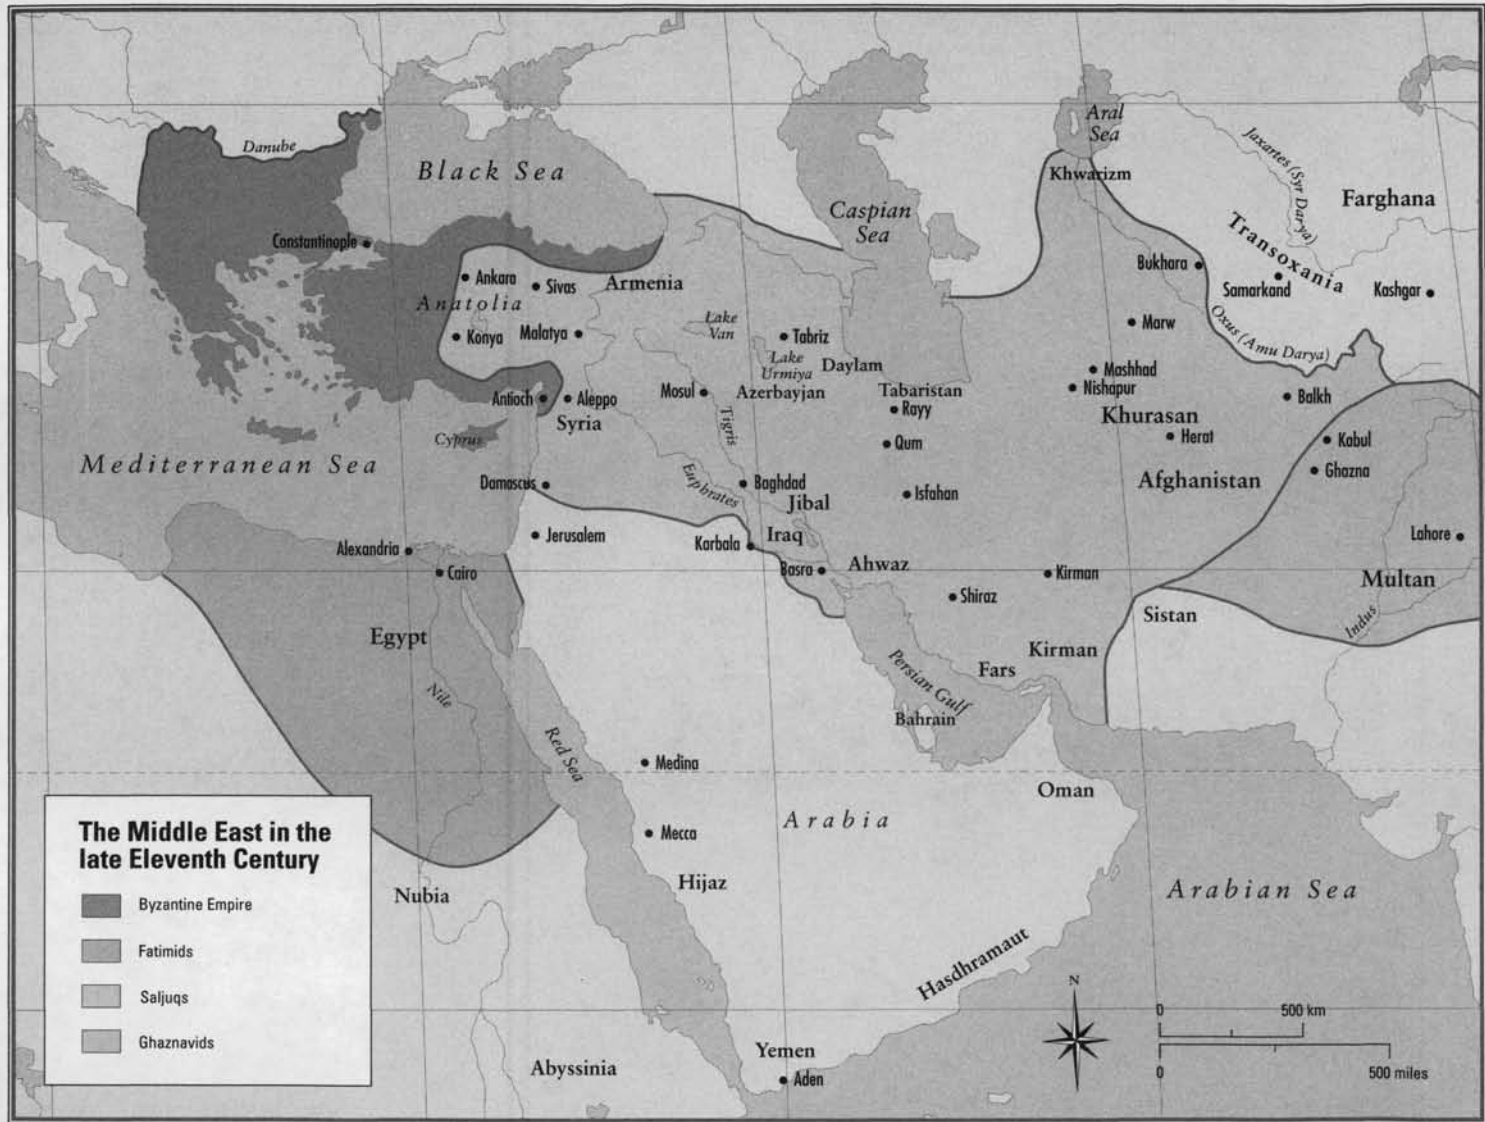 Danube
Black Sea
Aral
Sea
Jaxartes (Syr Darya)
Khwarizm
Farghana
Caspian
Sea
Transoxania
Constantinople
Bukhara
Ankara
Sivas
Armenia
Samarkand
Kashgar
Anatolia
Oxus (Amu Darya)
Lake
Van
Marw
Konya
Malatya
Tabriz
Lake
Urmiya
Daylam
Mashhad
Nishapur
Mosul
Azerbayjan
Tabaristan
Balkh
Antioch
Aleppo
Rayy
Khurasan
Syria
Tigris
Herat
Kabul
Cyprus
Qum
Mediterranean Sea
Ghazna
Afghanistan
Damascus
Euphrates
Baghdad
Isfahan
Jibal
Jerusalem
Karbala
Iraq
Lahore
Alexandria
Cairo
Basra
Ahwaz
Kirman
Multan
Shiraz
Sistan
Indus
Egypt
Kirman
Fars
Persian Gulf
Nile
Bahrain
Red Sea
Medina
Oman
Arabia
Mecca
Hijaz
Nubia
Arabian Sea
Hasdhramaut
Yemen
Aden
Abyssinia
The Middle East in the
late Eleventh Century
Byzantine Empire
Fatimids
Saljuqs
Ghaznavids
N
0 500 km
0 500 miles